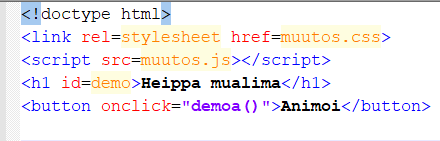 <!doctype html>
<link rel=stylesheet href=muutos.css>
<script src=muutos.js></script>
<h1 id=demo>Heippa mualima</h1>
<button onclick="demoa()">Animoi</button>